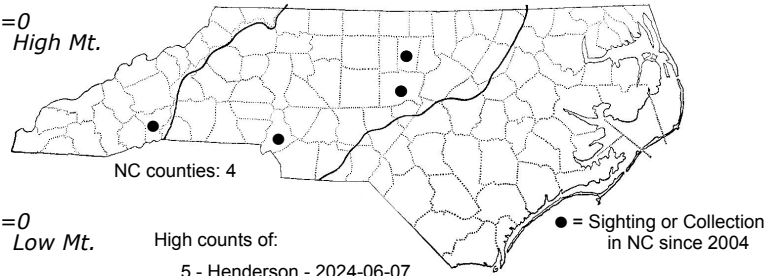 =0
High Mt.
NC counties: 4
=0
Low Mt.
High counts of:
5 - Henderson - 2024-06-07
● = Sighting or Collection
in NC since 2004